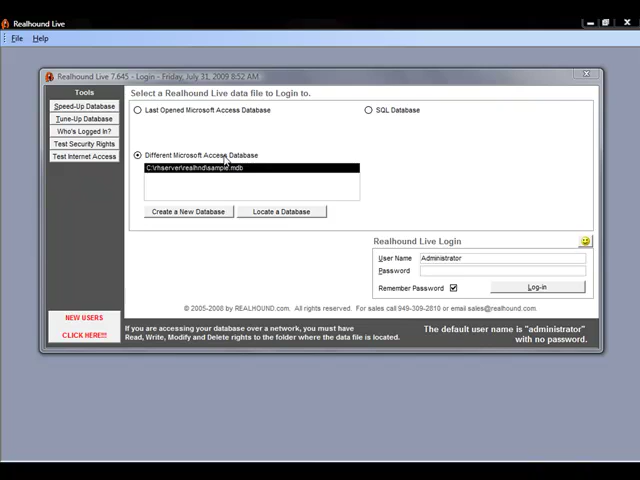 Realhound Live
File Help
Realhound Live 7.645 - Login - Friday, July 31, 2009 8:52 AM
Tools
Speed-Up Database
Tune-Up Database
Who's Logged In?
Test Security Rights
Test Internet Access
NEW USERS
CLICK HERE!!!
Select a Realhound Live data file to Login to.
Last Opened Microsoft Access Database
SQL Database
Different Microsoft Access Database
C:\rhserver\realhnd\sample.mdb
Create a New Database
Locate a Database
Realhound Live Login
User Name Administrator
Password
Remember Password
Log-in
© 2005-2008 by REALHOUND.com. All rights reserved. For sales call 949-309-2810 or email sales@realhound.com.
If you are accessing your database over a network, you must have
Read, Write, Modify and Delete rights to the folder where the data file is located.
The default user name is "administrator"
with no password.